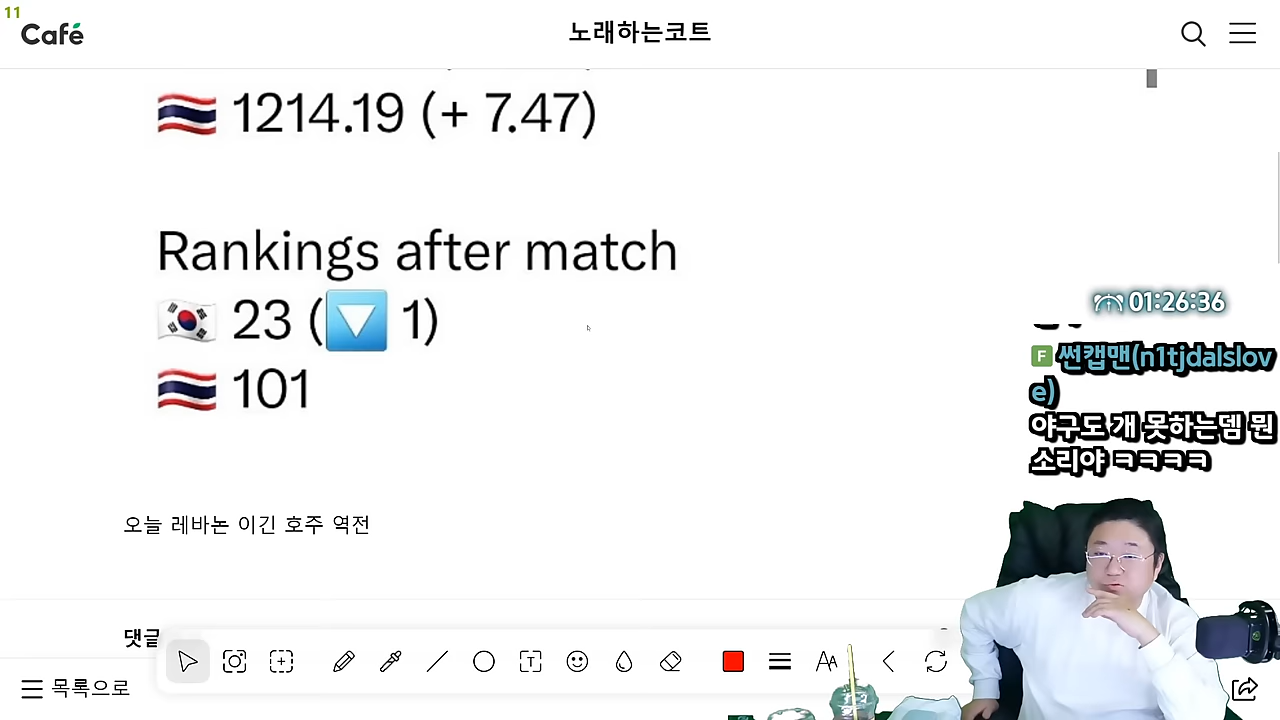 11
Café
노래하는코트
🇹🇭 1214.19 (+ 7.47)
Rankings after match
🇰🇷 23 (🔽 1)
🇹🇭 101
01:26:36
F 썬캡맨(n1tjdalslov
e)
야구도 개 못하는뎀 뭔
소리야 ㅋㅋㅋㅋ
오늘 레바논 이긴 호주 역전
댓글
목록으로